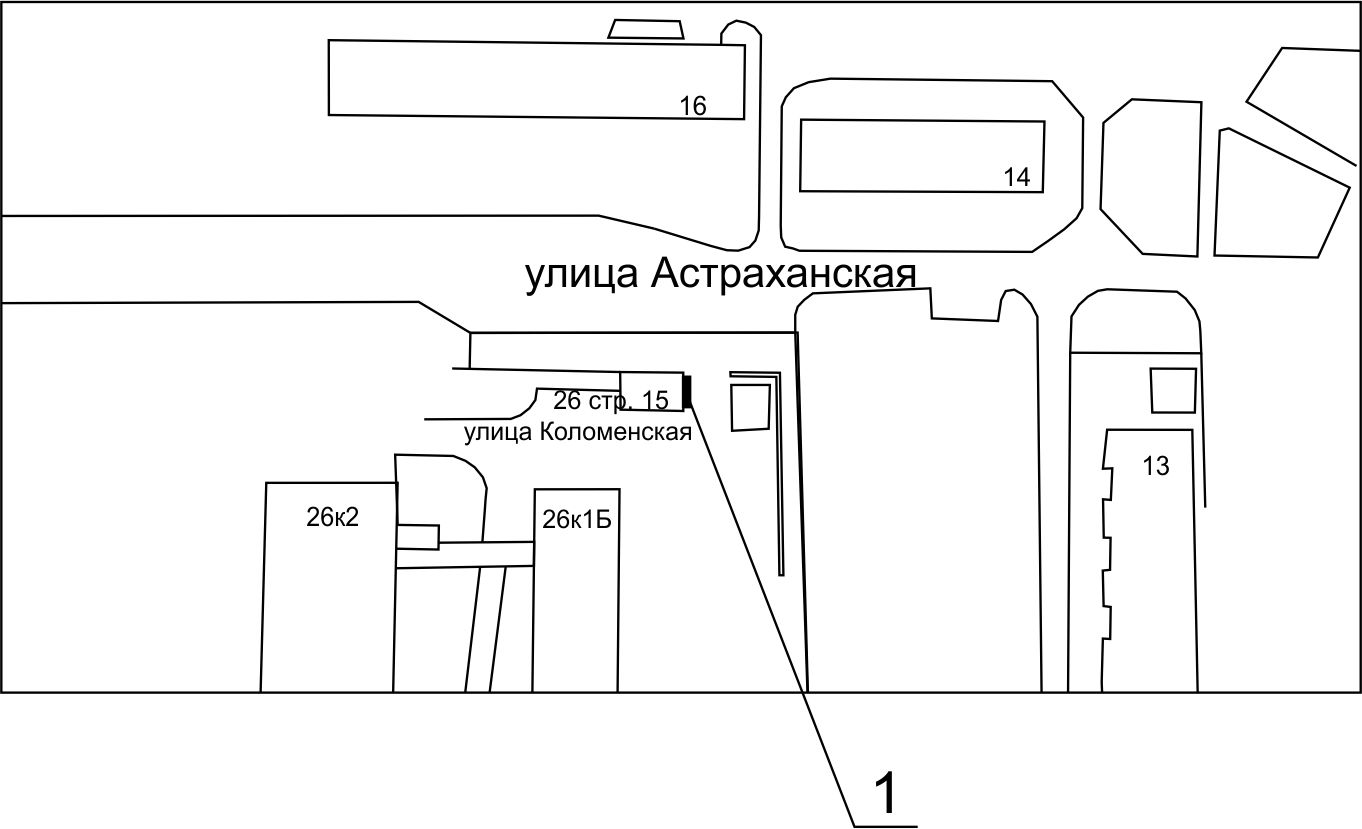 16
14
улица Астраханская
26 стр. 15
улица Коломенская
13
26к2
26к1Б
1